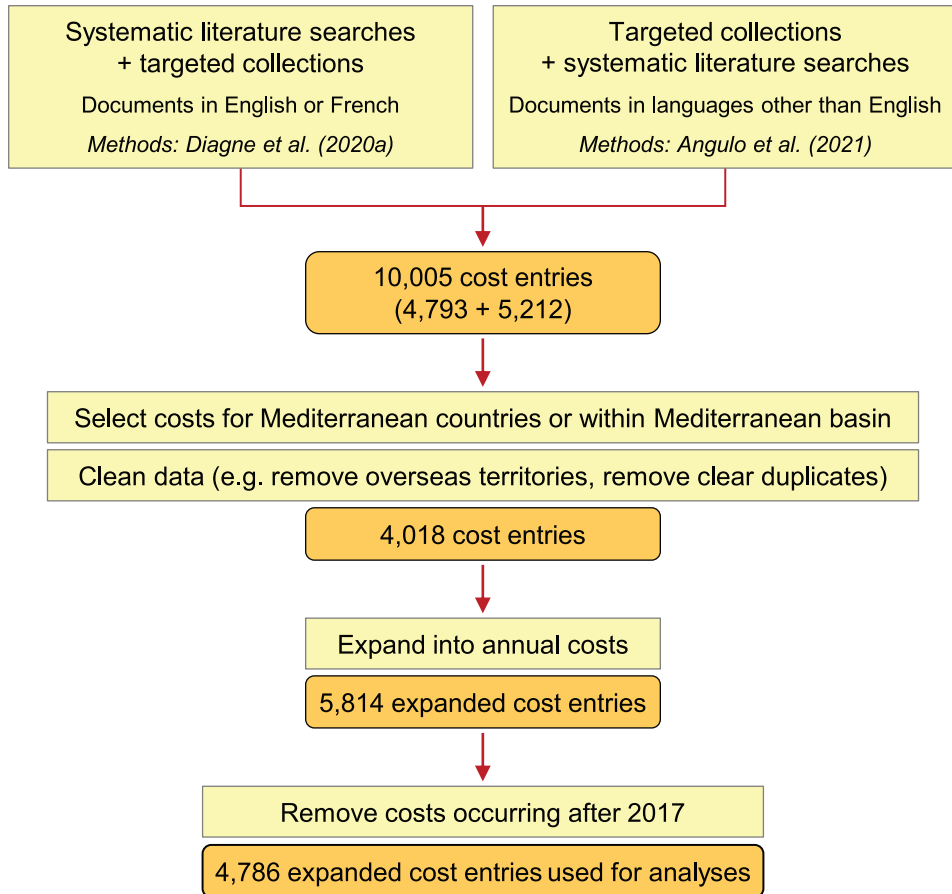 Systematic literature searches
+ targeted collections
Documents in English or French
Methods: Diagne et al. (2020a)
Targeted collections
+ systematic literature searches
Documents in languages other than English
Methods: Angulo et al. (2021)
10,005 cost entries
(4,793 + 5,212)
Select costs for Mediterranean countries or within Mediterranean basin
Clean data (e.g. remove overseas territories, remove clear duplicates)
4,018 cost entries
Expand into annual costs
5,814 expanded cost entries
Remove costs occurring after 2017
4,786 expanded cost entries used for analyses